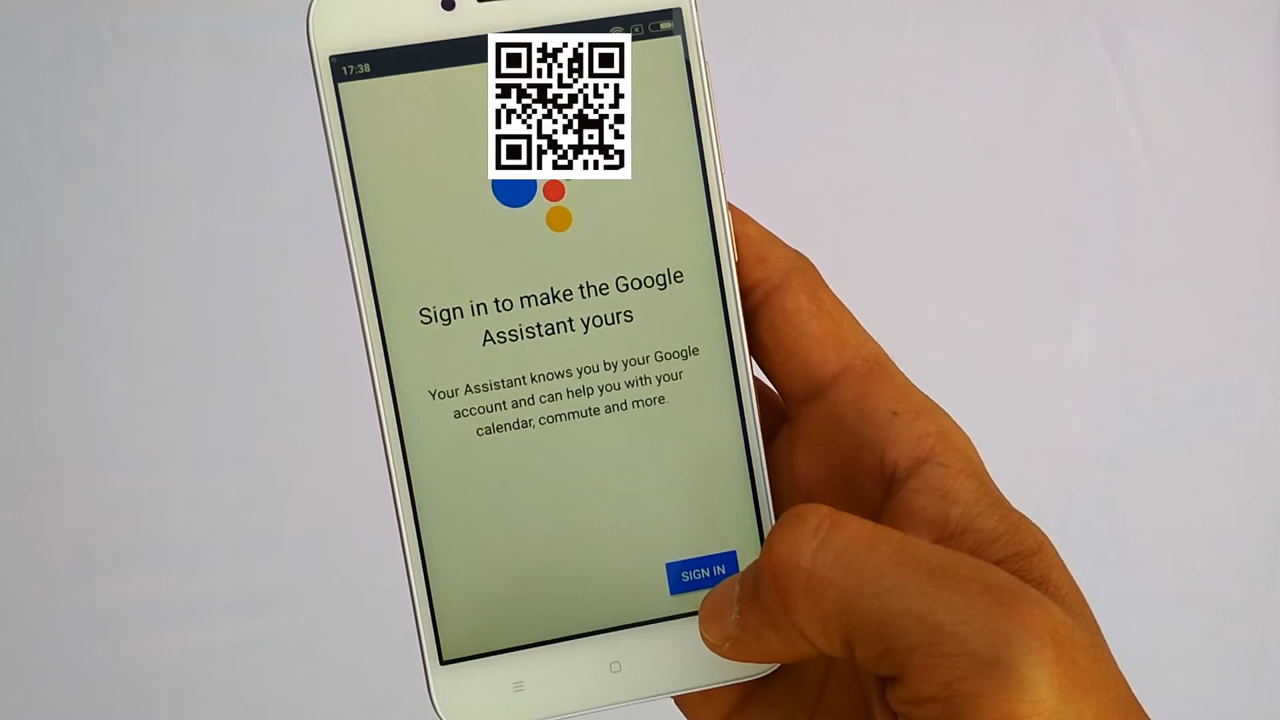 17:38
Sign in to make the Google
Assistant yours
Your Assistant knows you by your Google
account and can help you with your
calendar, commute and more.
SIGN IN